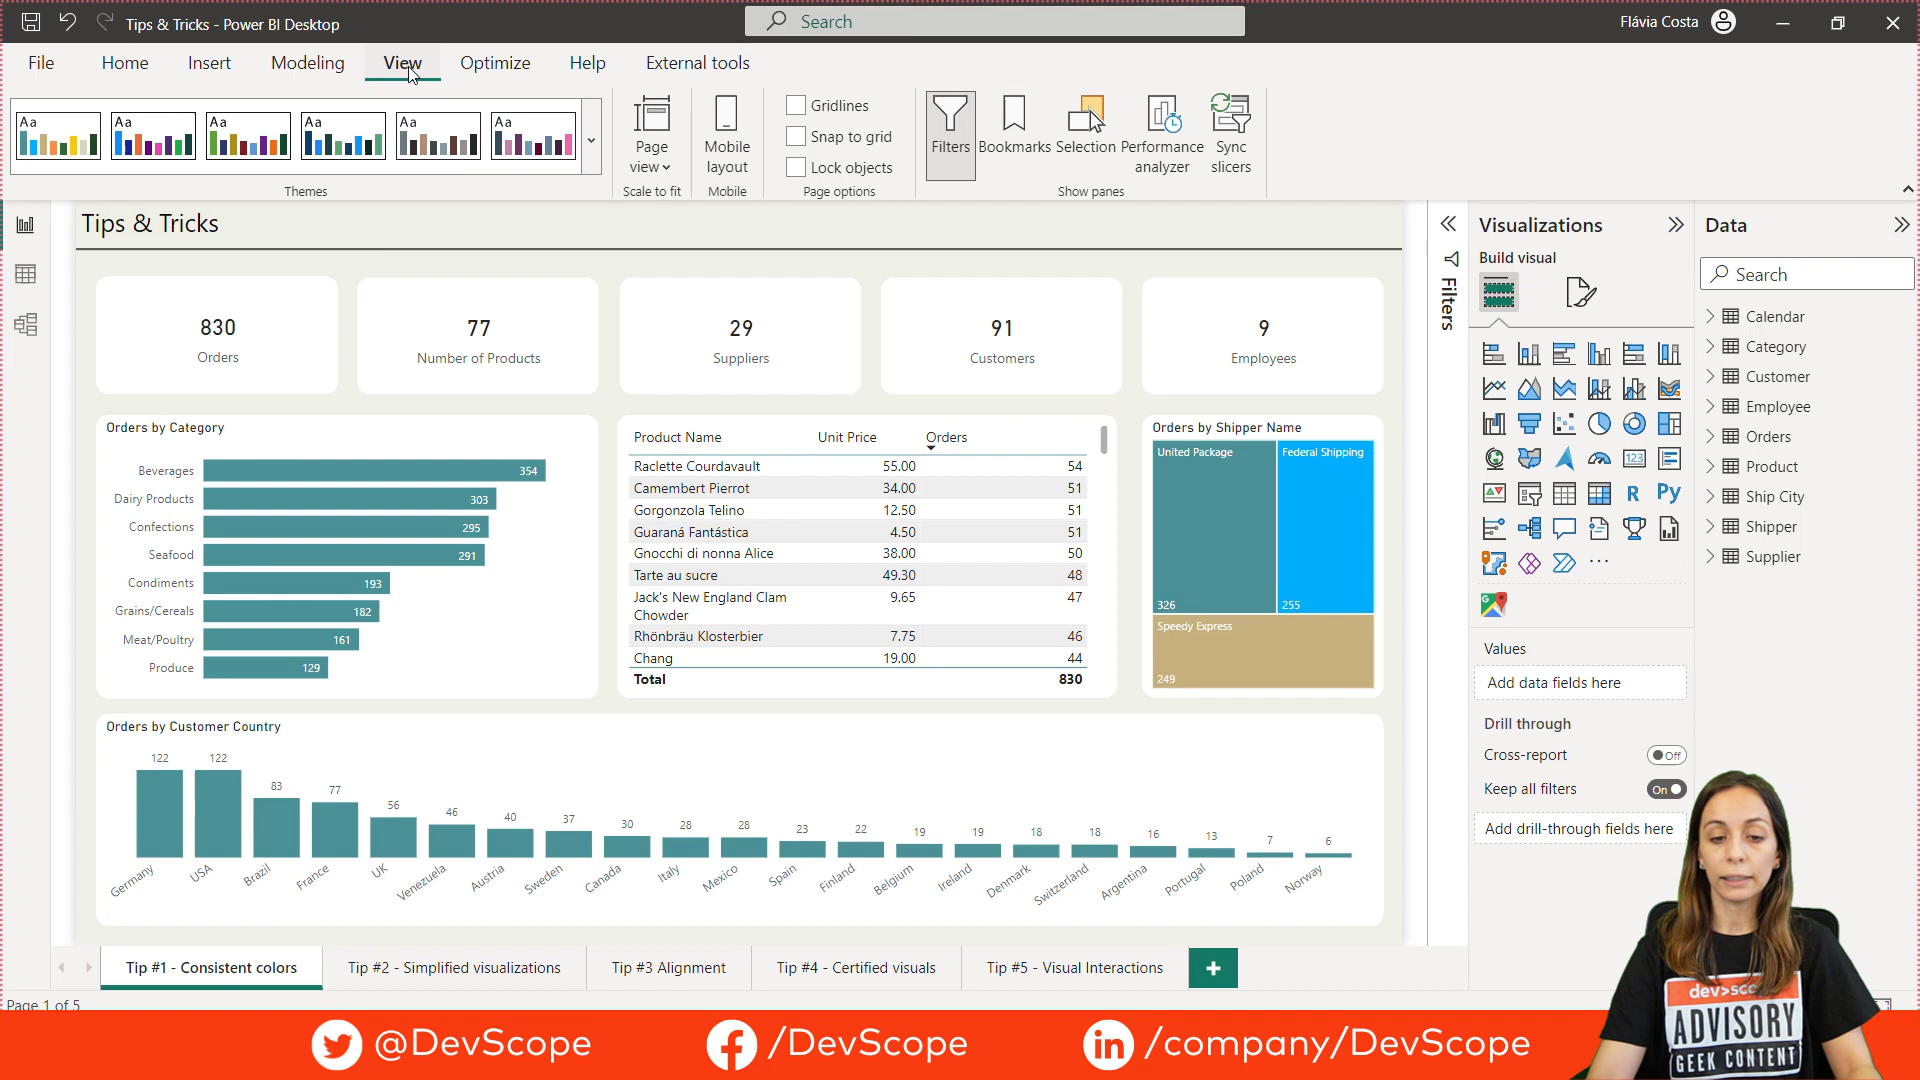 Tips & Tricks - Power BI Desktop
Search
Flávia Costa
File Home Insert Modeling View Optimize Help External tools
Aa Aa Aa Aa Aa Aa
Themes
Page view
Scale to fit
Mobile layout
Mobile
Gridlines
Snap to grid
Lock objects
Page options
Filters
Bookmarks
Selection
Performance analyzer
Sync slicers
Show panes
Tips & Tricks
830
Orders
77
Number of Products
29
Suppliers
91
Customers
9
Employees
Orders by Category
Beverages 354
Dairy Products 303
Confections 295
Seafood 291
Condiments 193
Grains/Cereals 182
Meat/Poultry 161
Produce 129
Product Name Unit Price Orders
Raclette Courdavault 55.00 54
Camembert Pierrot 34.00 51
Gorgonzola Telino 12.50 51
Guaraná Fantástica 4.50 51
Gnocchi di nonna Alice 38.00 50
Tarte au sucre 49.30 48
Jack's New England Clam 9.65 47
Chowder
Rhönbräu Klosterbier 7.75 46
Chang 19.00 44
Total 830
Orders by Shipper Name
United Package Federal Shipping
326 255
Speedy Express
249
Orders by Customer Country
122 122 83 77 56 46 40 37 30 28 28 23 22 19 19 18 18 16 13 7 6
Germany USA Brazil France UK Venezuela Austria Sweden Canada Italy Mexico Spain Finland Belgium Ireland Denmark Switzerland Argentina Portugal Poland Norway
Filters
Visualizations
Build visual
123
R Py
G
Values
Add data fields here
Drill through
Cross-report Off
Keep all filters On
Add drill-through fields here
Data
Search
Calendar
Category
Customer
Employee
Orders
Product
Ship City
Shipper
Supplier
Tip #1 - Consistent colors
Tip #2 - Simplified visualizations
Tip #3 Alignment
Tip #4 - Certified visuals
Tip #5 - Visual Interactions
+
Page 1 of 5
@DevScope
/DevScope
in /company/DevScope
ADVISORY
GEEK CONTENT